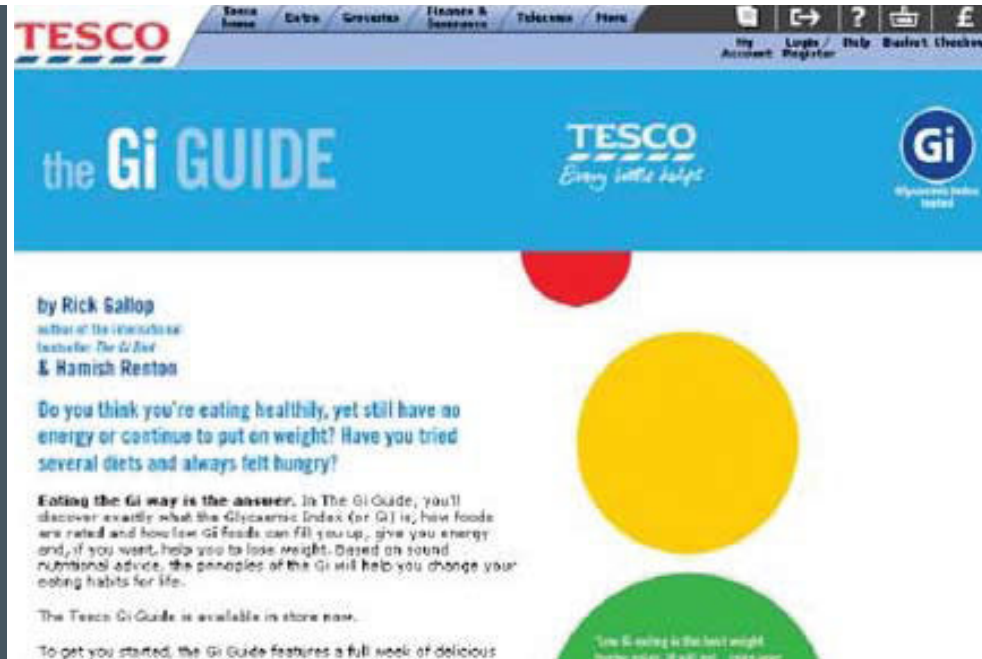 TESCO
Tesco home
Extra
Groceries
Finance & Insurance
Telecoms
More
?
£
My Account
Login / Register
Help
Basket
the Gi GUIDE
TESCO
Every little helps
Gi
Glycaemic Index
tested
by Rick Gallop
author of the international
bestseller The Gi Diet
& Hamish Renton
Do you think you're eating healthily, yet still have no
energy or continue to put on weight? Have you tried
several diets and always felt hungry?
Eating the Gi way is the answer. In The Gi Guide, you'll
discover exactly what the Glycaemic Index (or Gi) is, how foods
are rated and how low Gi foods can fill you up, give you energy
and, if you want, help you to lose weight. Based on sound
nutritional advice, the principles of the Gi will help you change your
eating habits for life.
The Tesco Gi Guide is available in store now.
To get you started, the Gi Guide features a full week of delicious
"Low Gi eating is the best weight